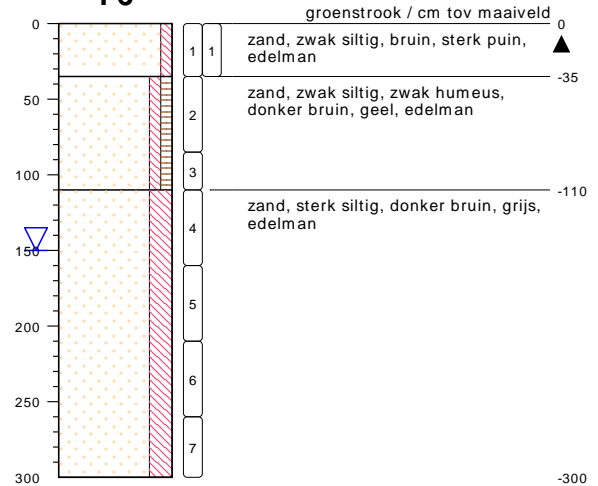 groenstrook / cm tov maaiveld
0
0
zand, zwak siltig, bruin, sterk puin,
edelman
1
1
-35
50
zand, zwak siltig, zwak humeus,
donker bruin, geel, edelman
2
100
3
-110
zand, sterk siltig, donker bruin, grijs,
edelman
4
150
5
200
6
250
7
300
-300